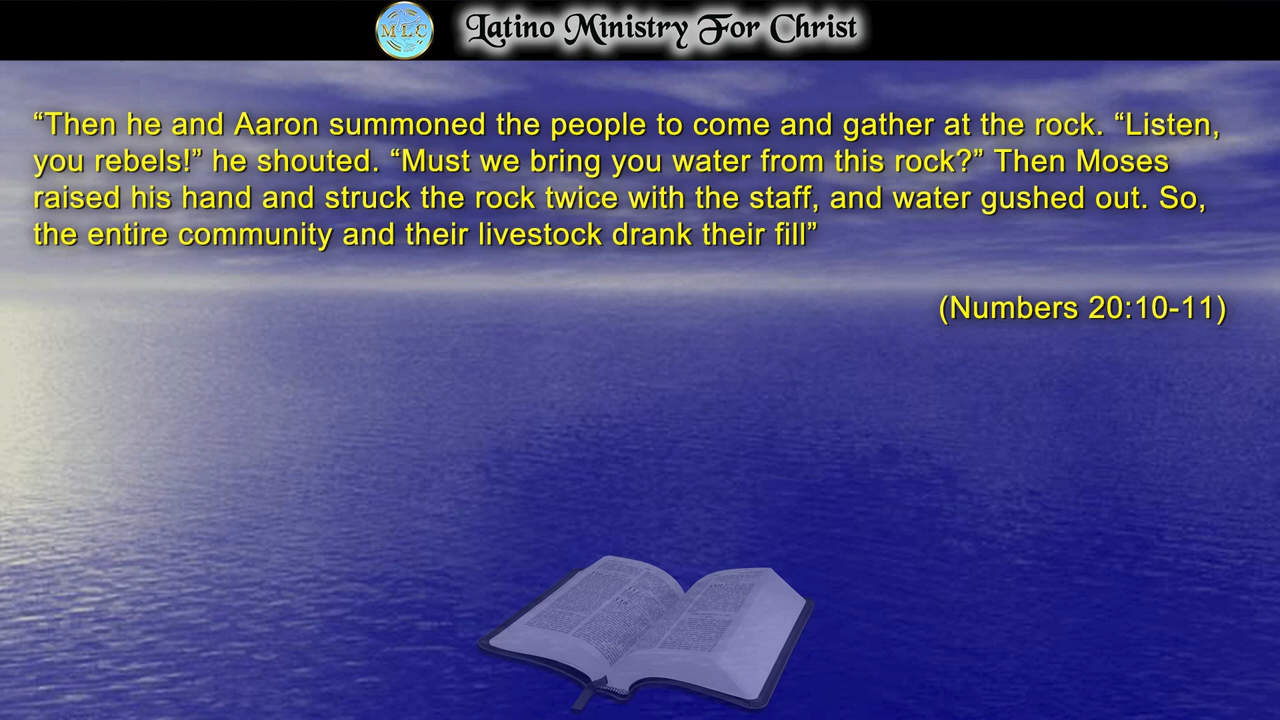 MLC
Latino Ministry For Christ
“Then he and Aaron summoned the people to come and gather at the rock. “Listen,
you rebels!” he shouted. “Must we bring you water from this rock?” Then Moses
raised his hand and struck the rock twice with the staff, and water gushed out. So,
the entire community and their livestock drank their fill”
(Numbers 20:10-11)